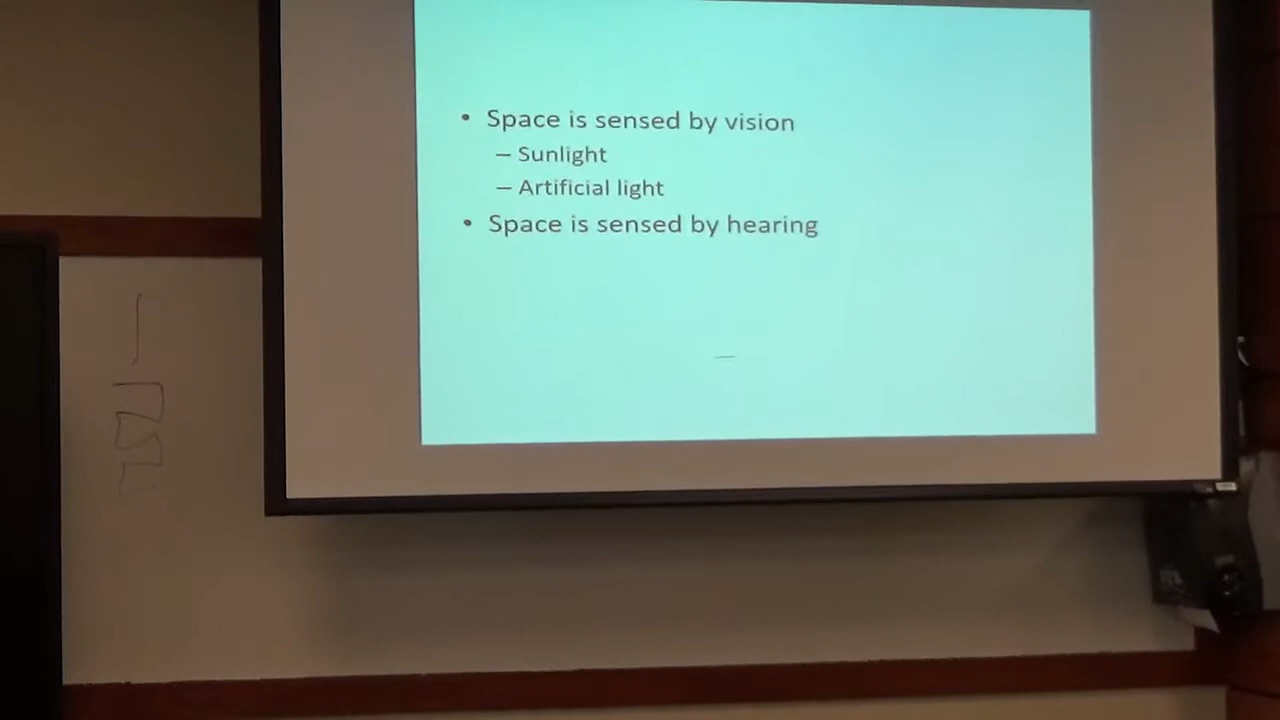 • Space is sensed by vision
– Sunlight
– Artificial light
• Space is sensed by hearing